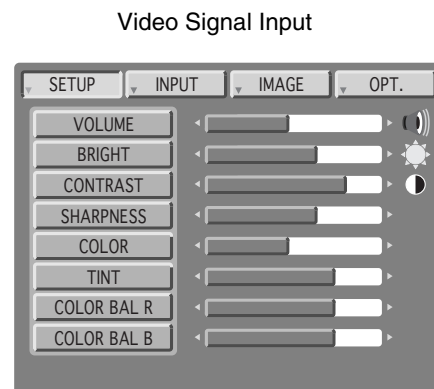 Video Signal Input
SETUP INPUT IMAGE OPT.
VOLUME
BRIGHT
CONTRAST
SHARPNESS
COLOR
TINT
COLOR BAL R
COLOR BAL B